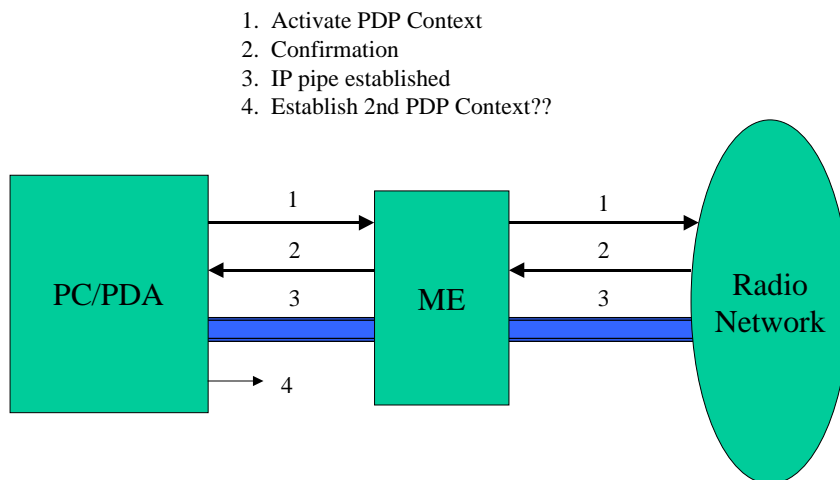 1. Activate PDP Context
2. Confirmation
3. IP pipe established
4. Establish 2nd PDP Context??
1
1
2
2
PC/PDA
3
ME
3
Radio
Network
4